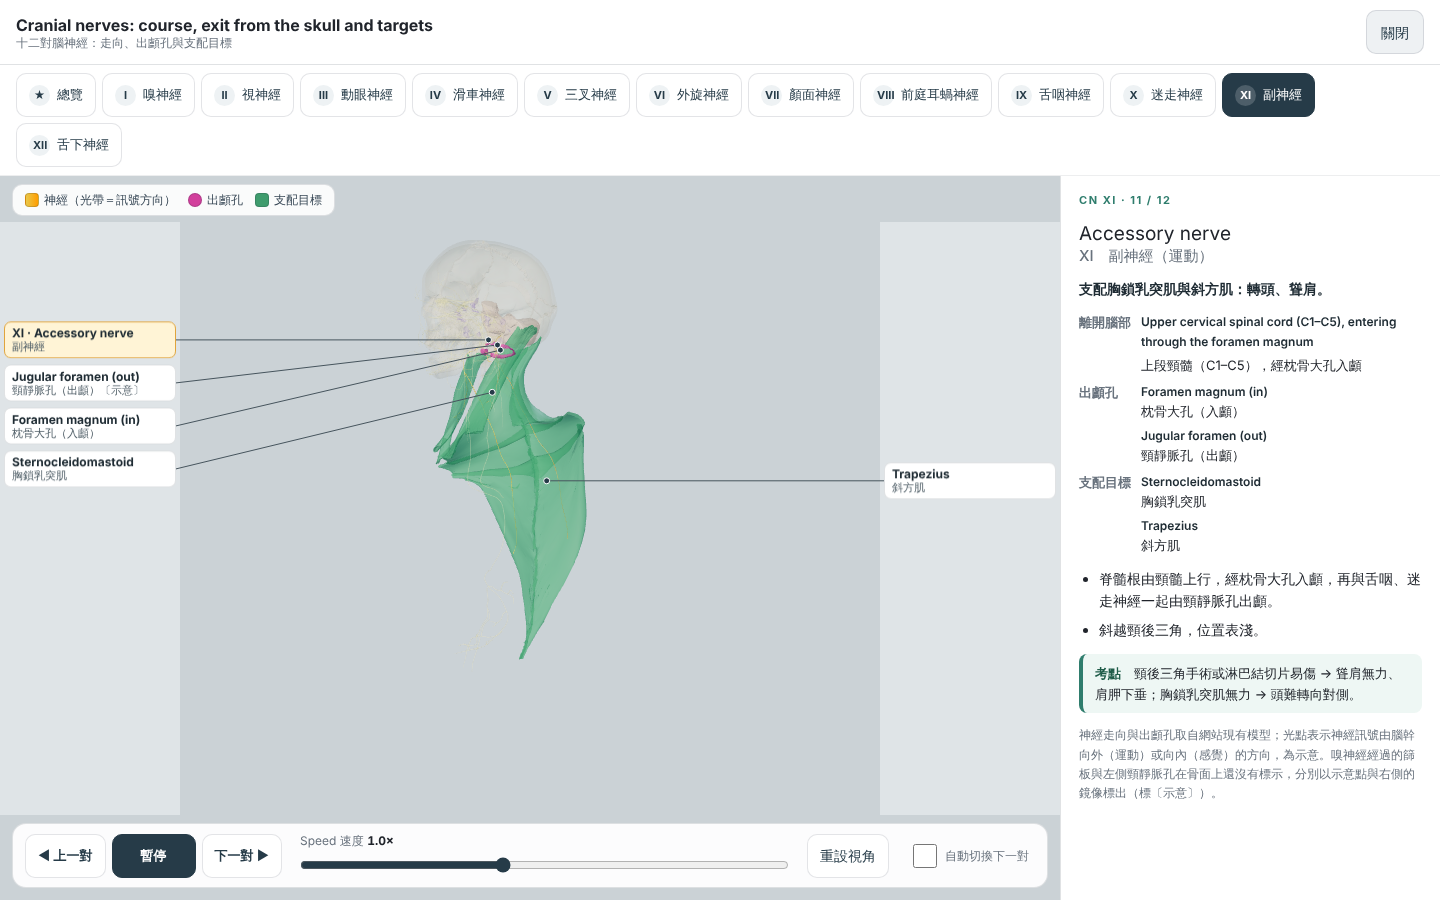 Cranial nerves: course, exit from the skull and targets
十二對腦神經：走向、出顱孔與支配目標
關閉
★ 總覽
I 嗅神經
II 視神經
III 動眼神經
IV 滑車神經
V 三叉神經
VI 外旋神經
VII 顏面神經
VIII 前庭耳蝸神經
IX 舌咽神經
X 迷走神經
XI 副神經
XII 舌下神經
神經（光帶＝訊號方向）
出顱孔
支配目標
XI · Accessory nerve
副神經
Jugular foramen (out)
頸靜脈孔（出顱）〔示意〕
Foramen magnum (in)
枕骨大孔（入顱）
Sternocleidomastoid
胸鎖乳突肌
Trapezius
斜方肌
◀ 上一對
暫停
下一對 ▶
Speed 速度 1.0×
重設視角
自動切換下一對
CN XI · 11 / 12
Accessory nerve
XI 副神經（運動）
支配胸鎖乳突肌與斜方肌：轉頭、聳肩。
離開腦部 Upper cervical spinal cord (C1–C5), entering
through the foramen magnum
上段頸髓（C1–C5），經枕骨大孔入顱
出顱孔 Foramen magnum (in)
枕骨大孔（入顱）
Jugular foramen (out)
頸靜脈孔（出顱）
支配目標 Sternocleidomastoid
胸鎖乳突肌
Trapezius
斜方肌
• 脊髓根由頸髓上行，經枕骨大孔入顱，再與舌咽、迷
走神經一起由頸靜脈孔出顱。
• 斜越頸後三角，位置表淺。
考點 頸後三角手術或淋巴結切片易傷 → 聳肩無力、
肩胛下垂；胸鎖乳突肌無力 → 頭難轉向對側。
神經走向與出顱孔取自網站現有模型；光點表示神經訊號由腦幹
向外（運動）或向內（感覺）的方向，為示意。嗅神經經過的篩
板與左側頸靜脈孔在骨面上還沒有標示，分別以示意點與右側的
鏡像標出（標〔示意〕）。